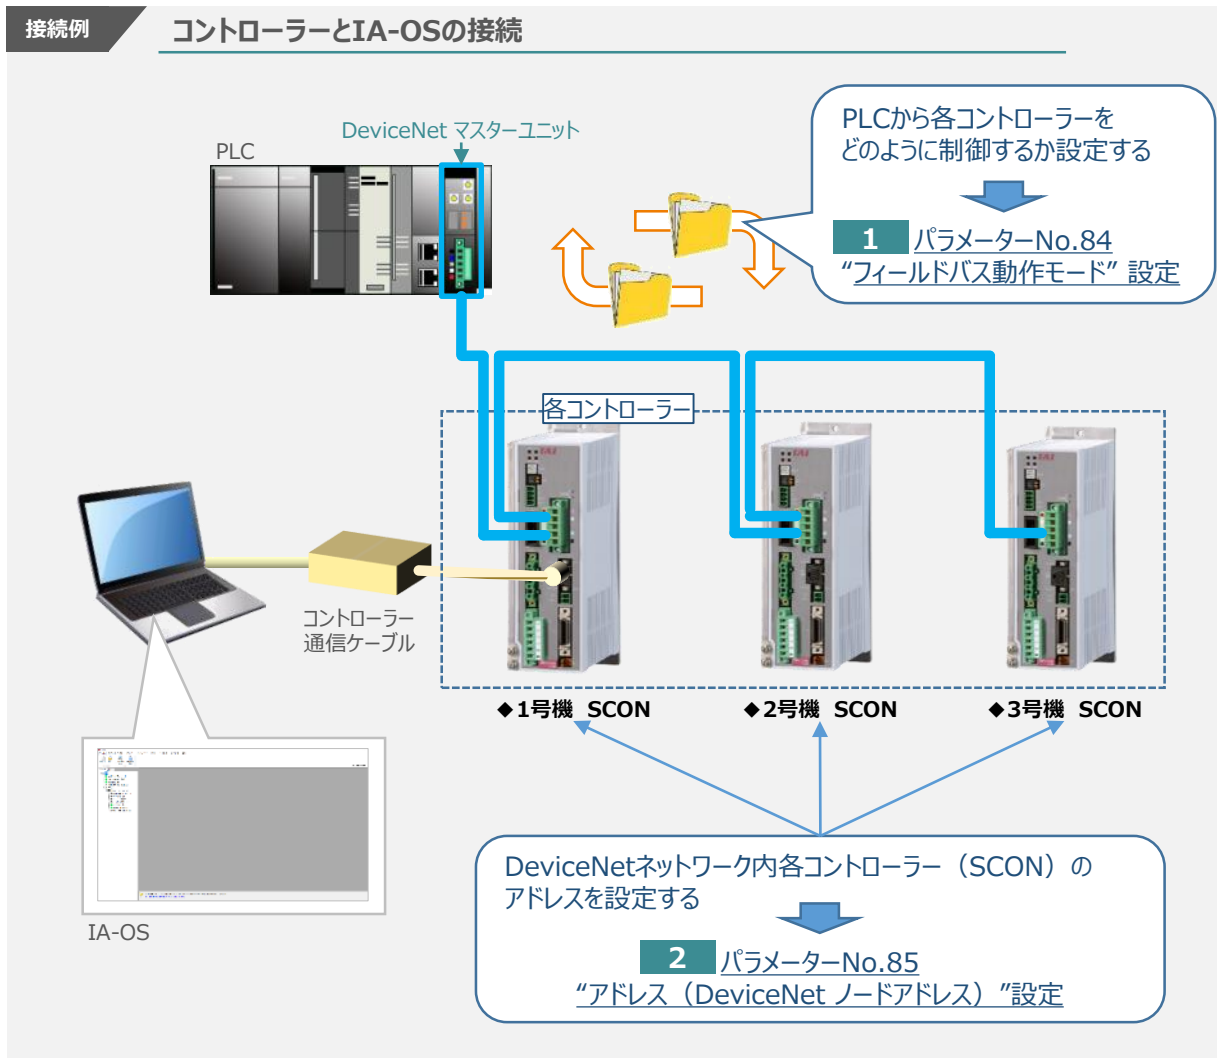 接続例
コントローラーとIA-OSの接続
DeviceNet マスターユニット
PLC
PLCから各コントローラーを
どのように制御するか設定する
1 パラメーターNo.84
“フィールドバス動作モード” 設定
各コントローラー
コントローラー
通信ケーブル
◆1号機 SCON
◆2号機 SCON
◆3号機 SCON
IA-OS
DeviceNetネットワーク内各コントローラー（SCON）の
アドレスを設定する
2 パラメーターNo.85
“アドレス（DeviceNet ノードアドレス）”設定